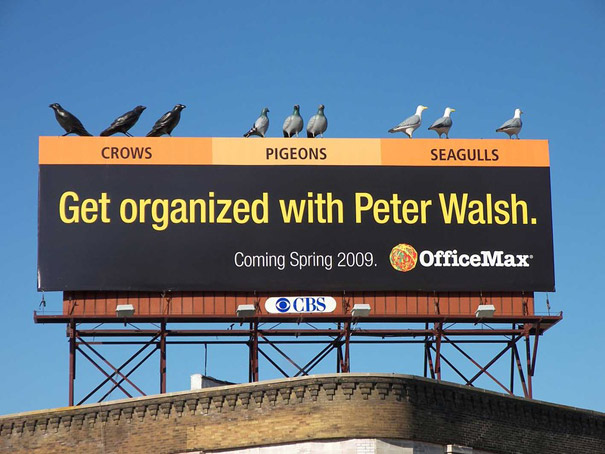 CROWS PIGEONS SEAGULLS
Get organized with Peter Walsh.
Coming Spring 2009. OfficeMax®
CBS